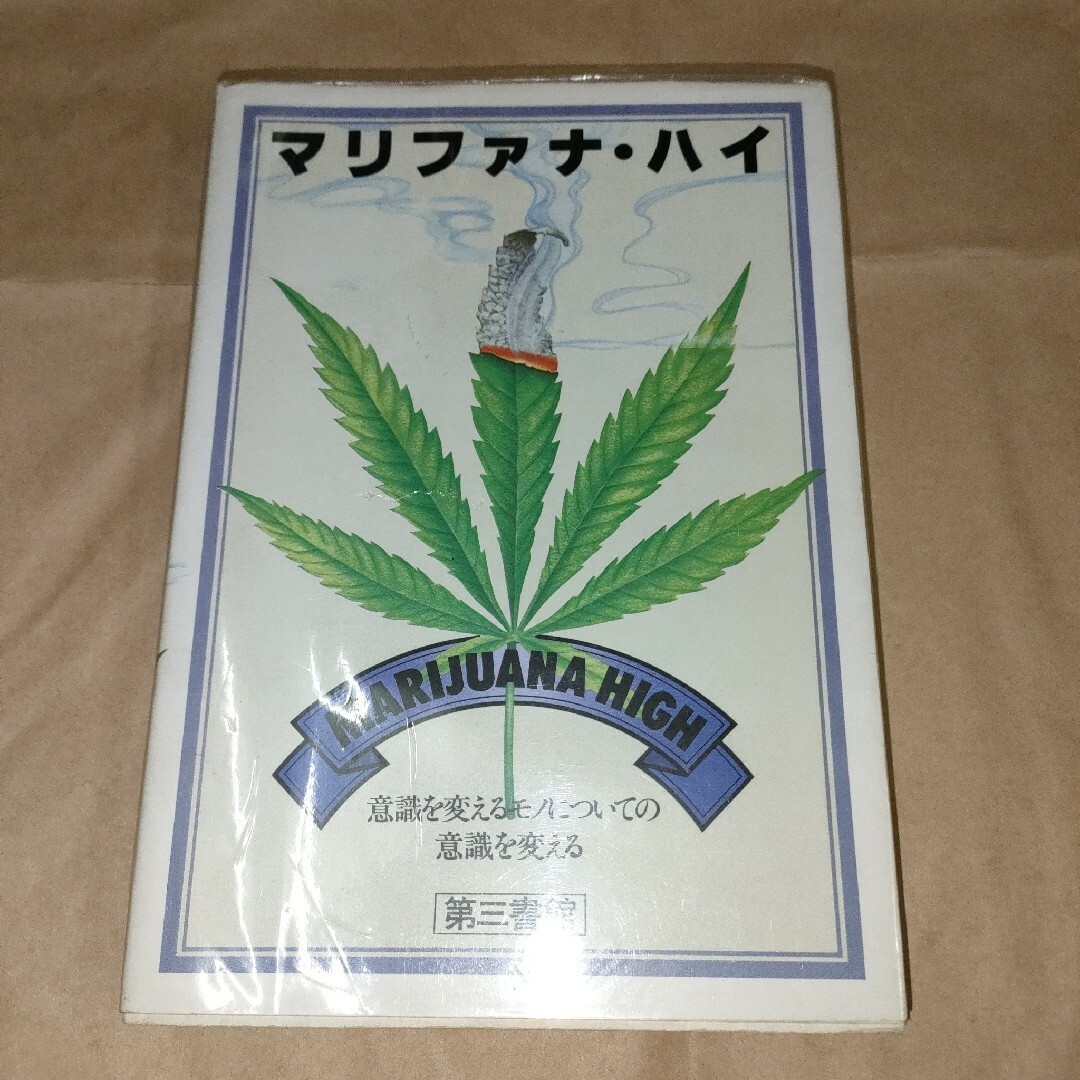 マリファナ・ハイ
MARIJUANA HIGH
意識を変えるモノについての
意識を変える
第三書館